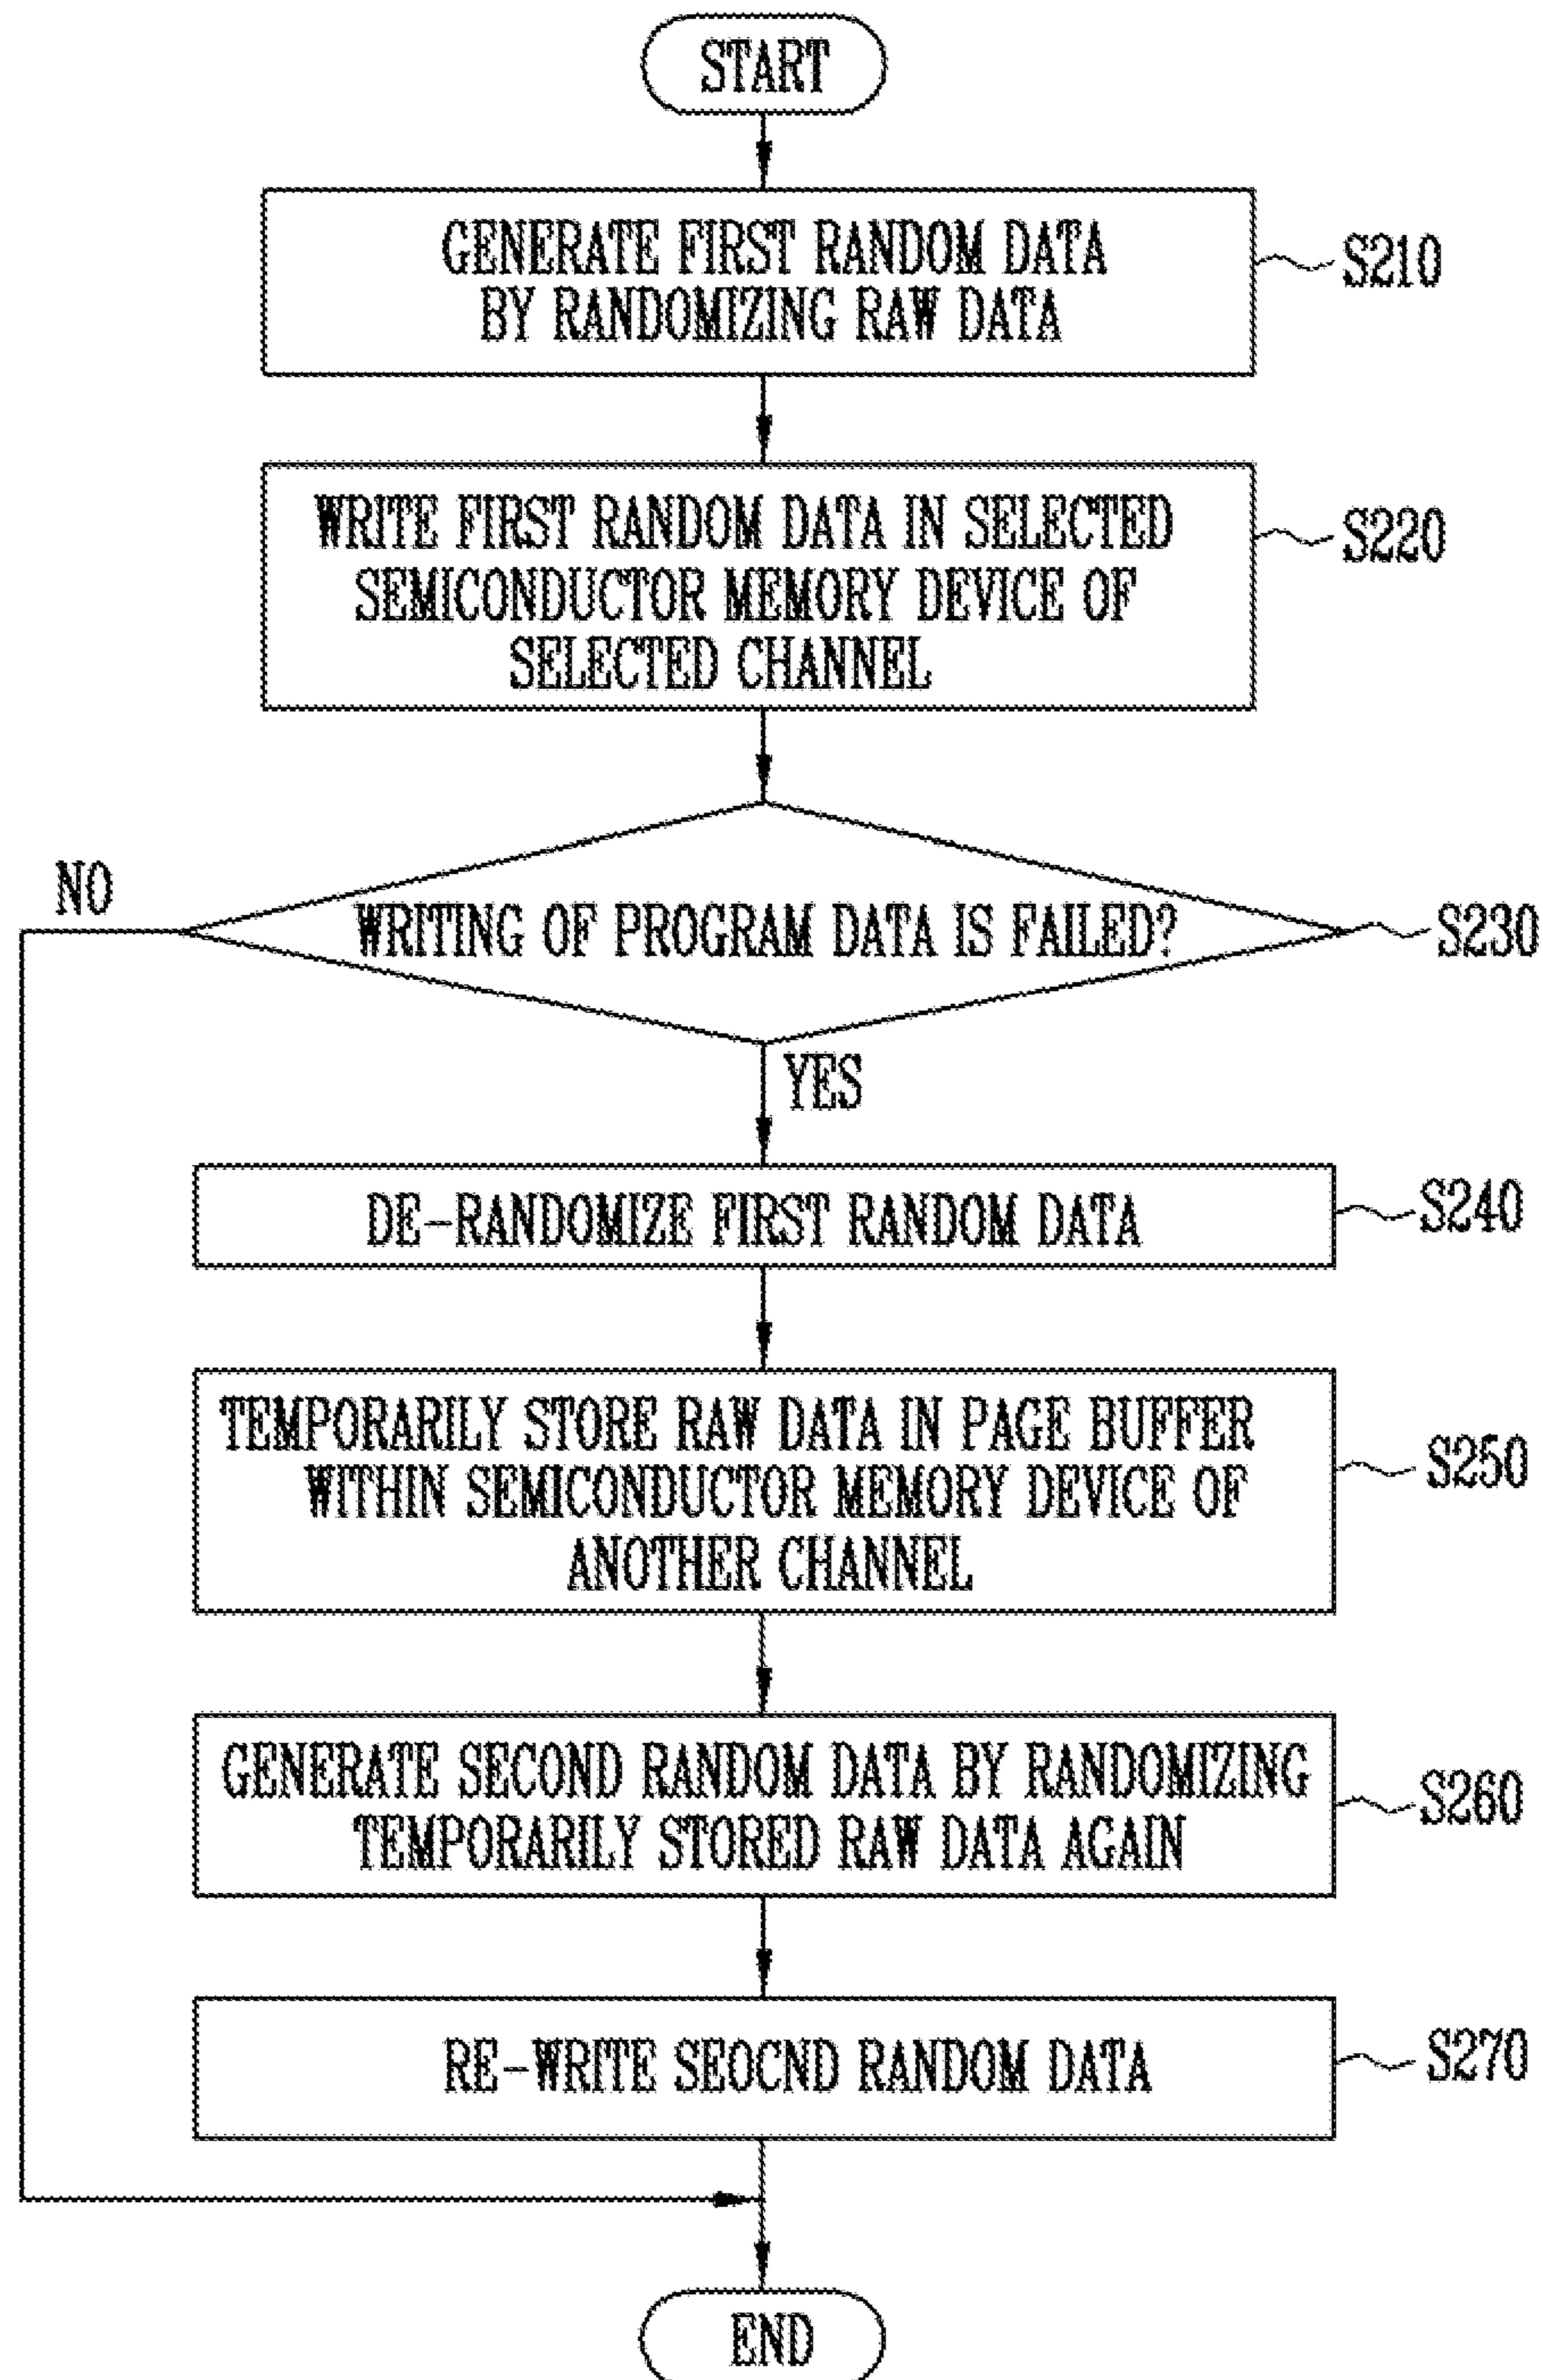 START
GENERATE FIRST RANDOM DATA
BY RANDOMIZING RAW DATA
S210
WRITE FIRST RANDOM DATA IN SELECTED
SEMICONDUCTOR MEMORY DEVICE OF
SELECTED CHANNEL
S220
NO
WRITING OF PROGRAM DATA IS FAILED?
S230
YES
DE-RANDOMIZE FIRST RANDOM DATA
S240
TEMPORARILY STORE RAW DATA IN PAGE BUFFER
WITHIN SEMICONDUCTOR MEMORY DEVICE OF
ANOTHER CHANNEL
S250
GENERATE SECOND RANDOM DATA BY RANDOMIZING
TEMPORARILY STORED RAW DATA AGAIN
S260
RE-WRITE SEOCND RANDOM DATA
S270
END